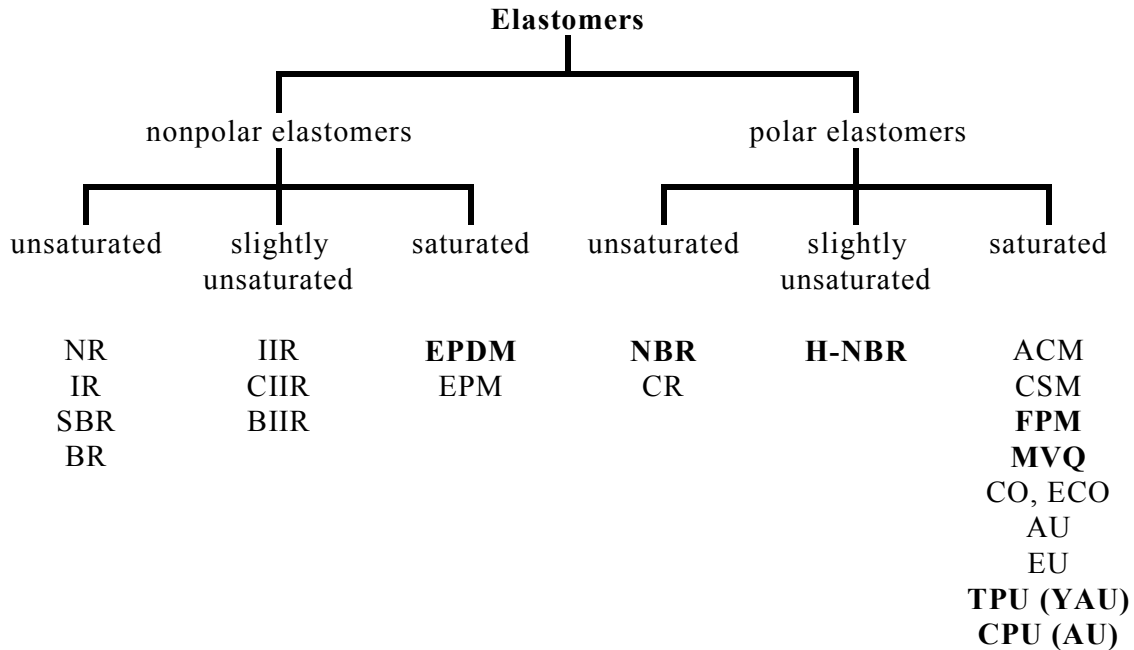 Elastomers
nonpolar elastomers
polar elastomers
unsaturated
slightly
unsaturated
saturated
unsaturated
slightly
unsaturated
saturated
NR
IR
SBR
BR
IIR
CIIR
BIIR
EPDM
EPM
NBR
CR
H-NBR
ACM
CSM
FPM
MVQ
CO, ECO
AU
EU
TPU (YAU)
CPU (AU)